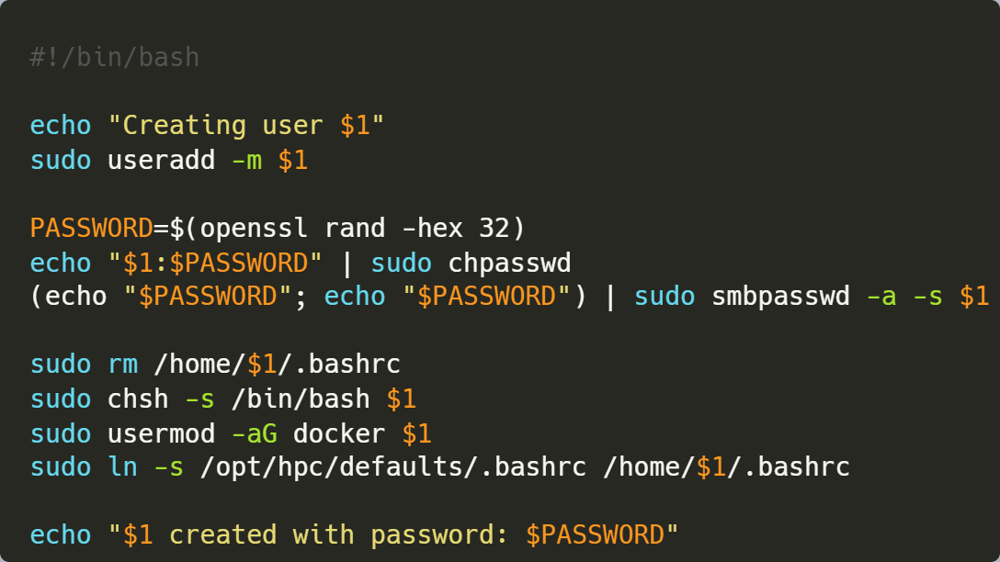 #!/bin/bash
echo "Creating user $1"
sudo useradd -m $1
PASSWORD=$(openssl rand -hex 32)
echo "$1:$PASSWORD" | sudo chpasswd
(echo "$PASSWORD"; echo "$PASSWORD") | sudo smbpasswd -a -s $1
sudo rm /home/$1/.bashrc
sudo chsh -s /bin/bash $1
sudo usermod -aG docker $1
sudo ln -s /opt/hpc/defaults/.bashrc /home/$1/.bashrc
echo "$1 created with password: $PASSWORD"